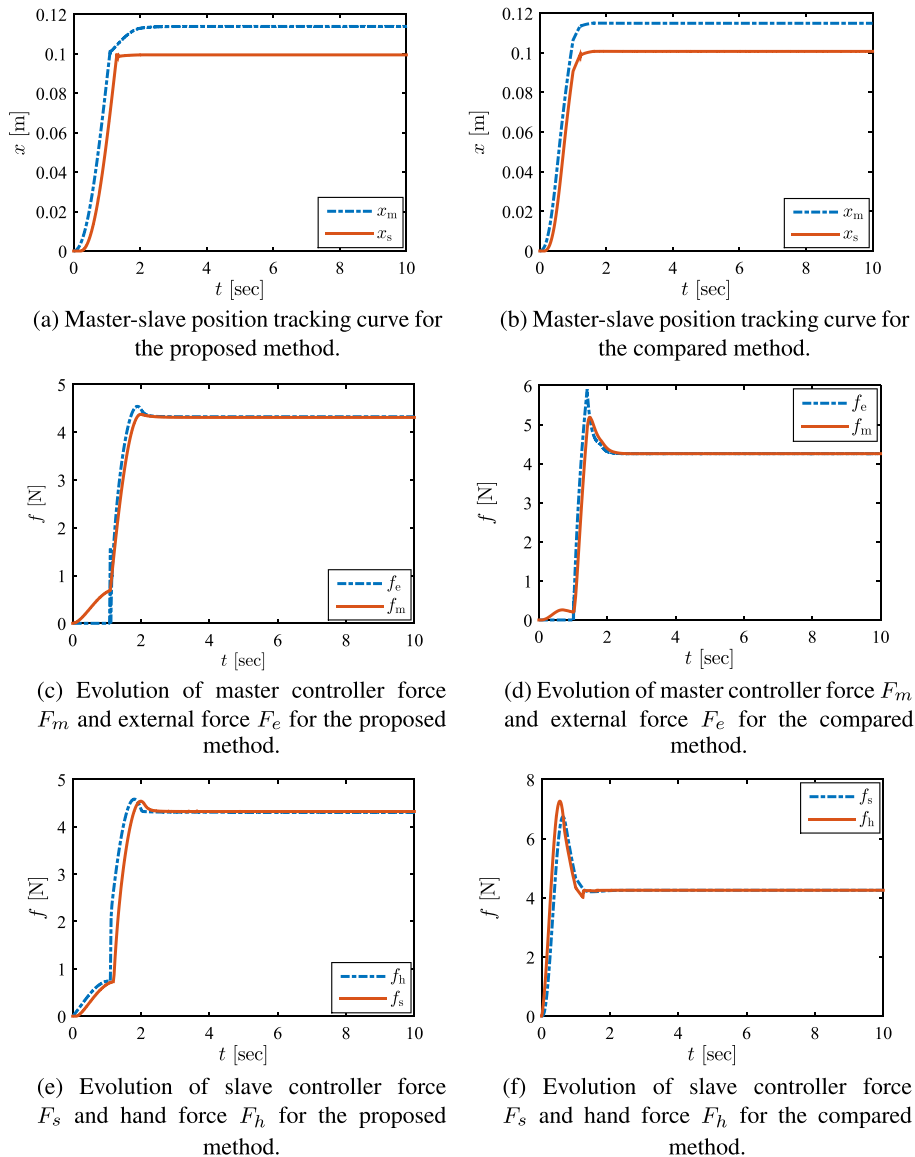 0.12
0.1
0.08
0.06
0.04
0.02
0
x [m]
x_m
x_s
0 2 4 6 8 10
t [sec]
(a) Master-slave position tracking curve for
the proposed method.
0.12
0.1
0.08
0.06
0.04
0.02
0
x [m]
x_m
x_s
0 2 4 6 8 10
t [sec]
(b) Master-slave position tracking curve for
the compared method.
5
4
3
2
1
0
f [N]
f_e
f_m
0 2 4 6 8 10
t [sec]
(c) Evolution of master controller force
F_m and external force F_e for the proposed
method.
6
5
4
3
2
1
0
f [N]
f_e
f_m
0 2 4 6 8 10
t [sec]
(d) Evolution of master controller force F_m
and external force F_e for the compared
method.
5
4
3
2
1
0
f [N]
f_h
f_s
0 2 4 6 8 10
t [sec]
(e) Evolution of slave controller force
F_s and hand force F_h for the proposed
method.
8
6
4
2
0
f [N]
f_s
f_h
0 2 4 6 8 10
t [sec]
(f) Evolution of slave controller force
F_s and hand force F_h for the compared
method.